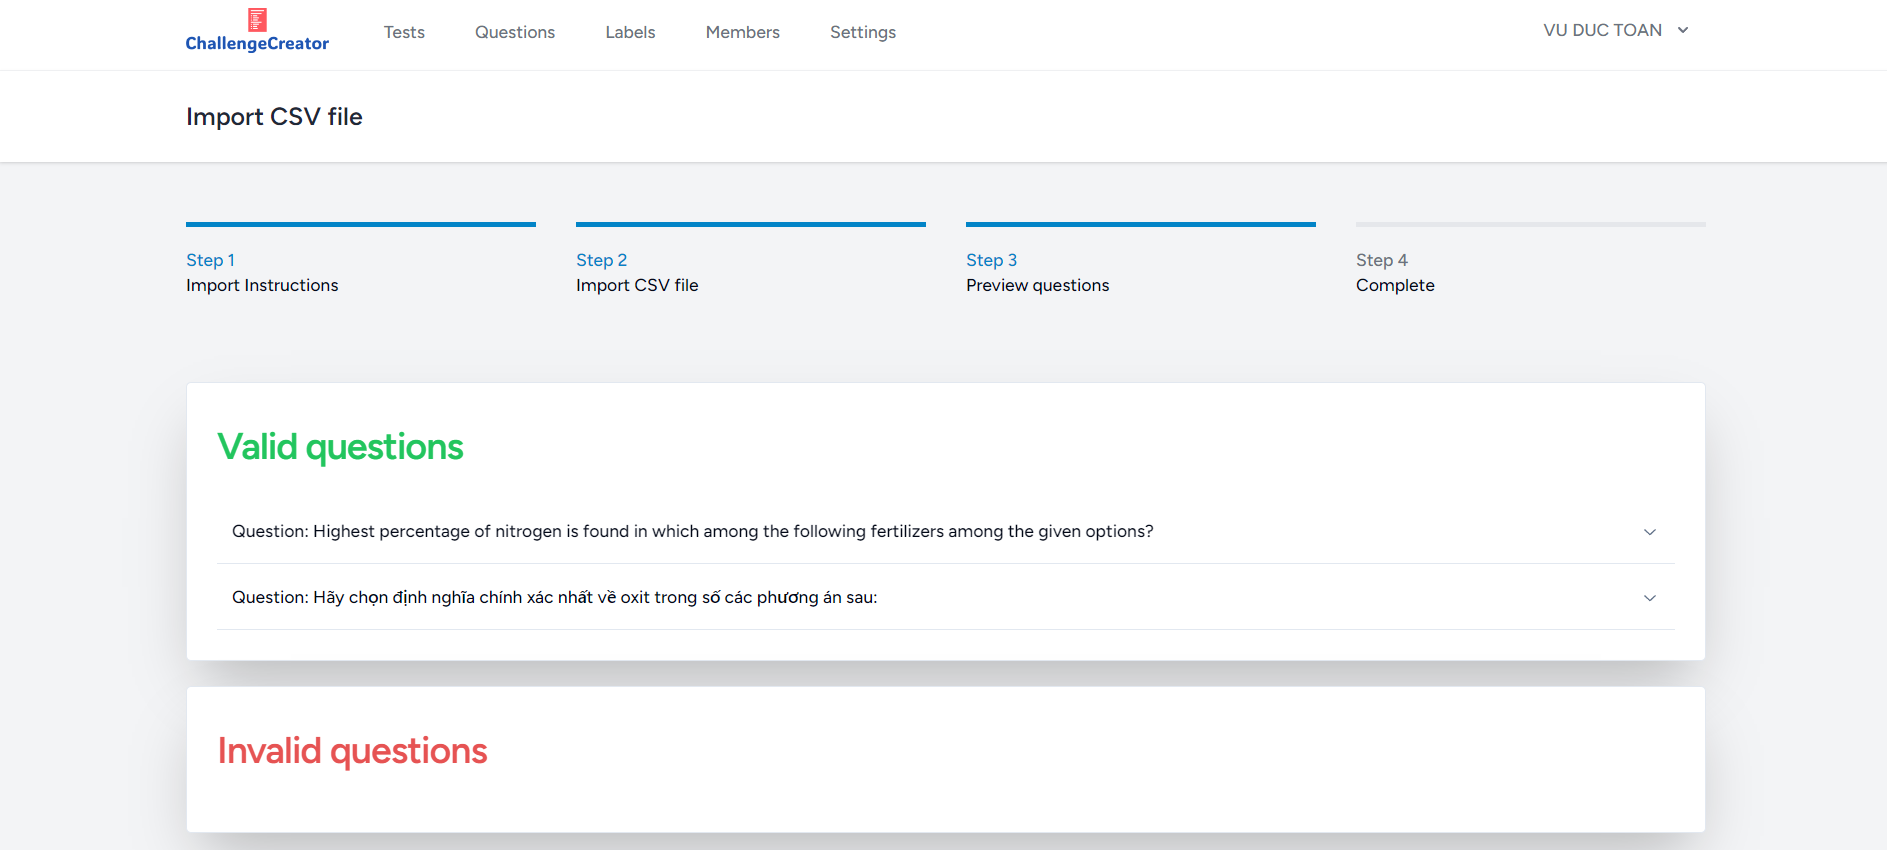 ChallengeCreator
Tests Questions Labels Members Settings
VU DUC TOAN
Import CSV file
Step 1
Import Instructions
Step 2
Import CSV file
Step 3
Preview questions
Step 4
Complete
Valid questions
Question: Highest percentage of nitrogen is found in which among the following fertilizers among the given options?
Question: Hãy chọn định nghĩa chính xác nhất về oxit trong số các phương án sau:
Invalid questions